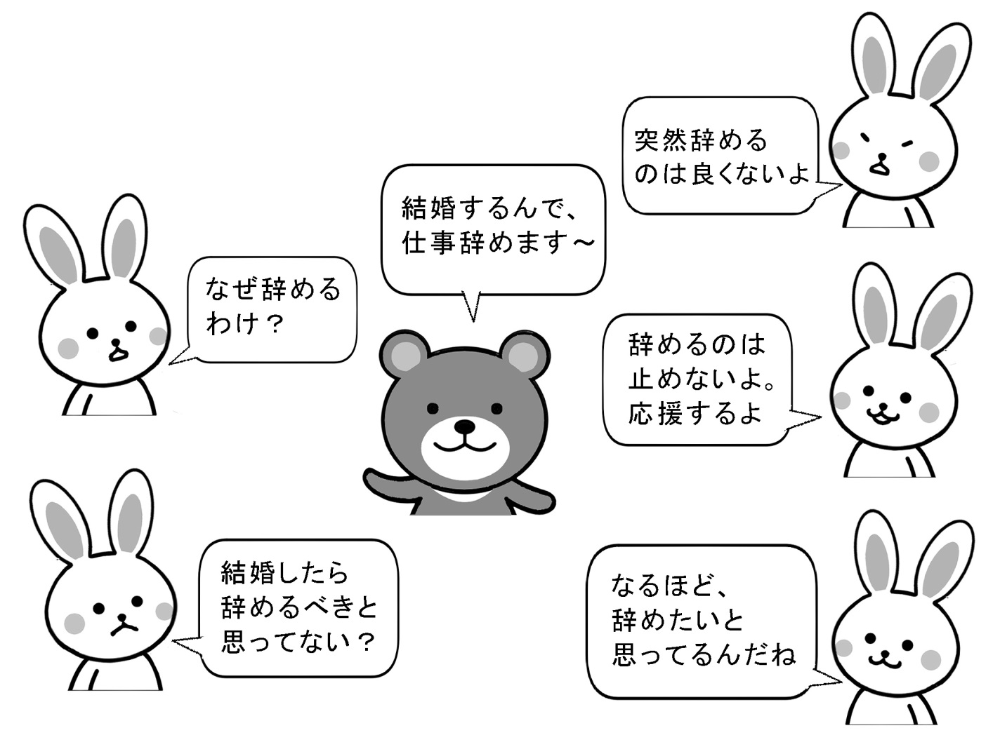 突然辞める
のは良くないよ
結婚するんで、
仕事辞めます～
なぜ辞める
わけ？
辞めるのは
止めないよ。
応援するよ
結婚したら
辞めるべきと
思ってない？
なるほど、
辞めたいと
思ってるんだね